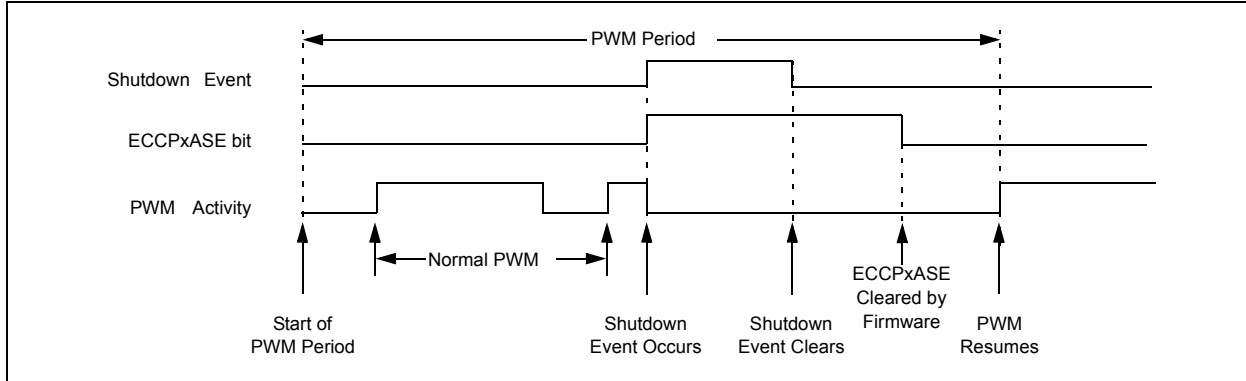 PWM Period
Shutdown Event
ECCPxASE bit
PWM Activity
Normal PWM
Start of
PWM Period
Shutdown
Event Occurs
Shutdown
Event Clears
ECCPxASE
Cleared by
Firmware
PWM
Resumes